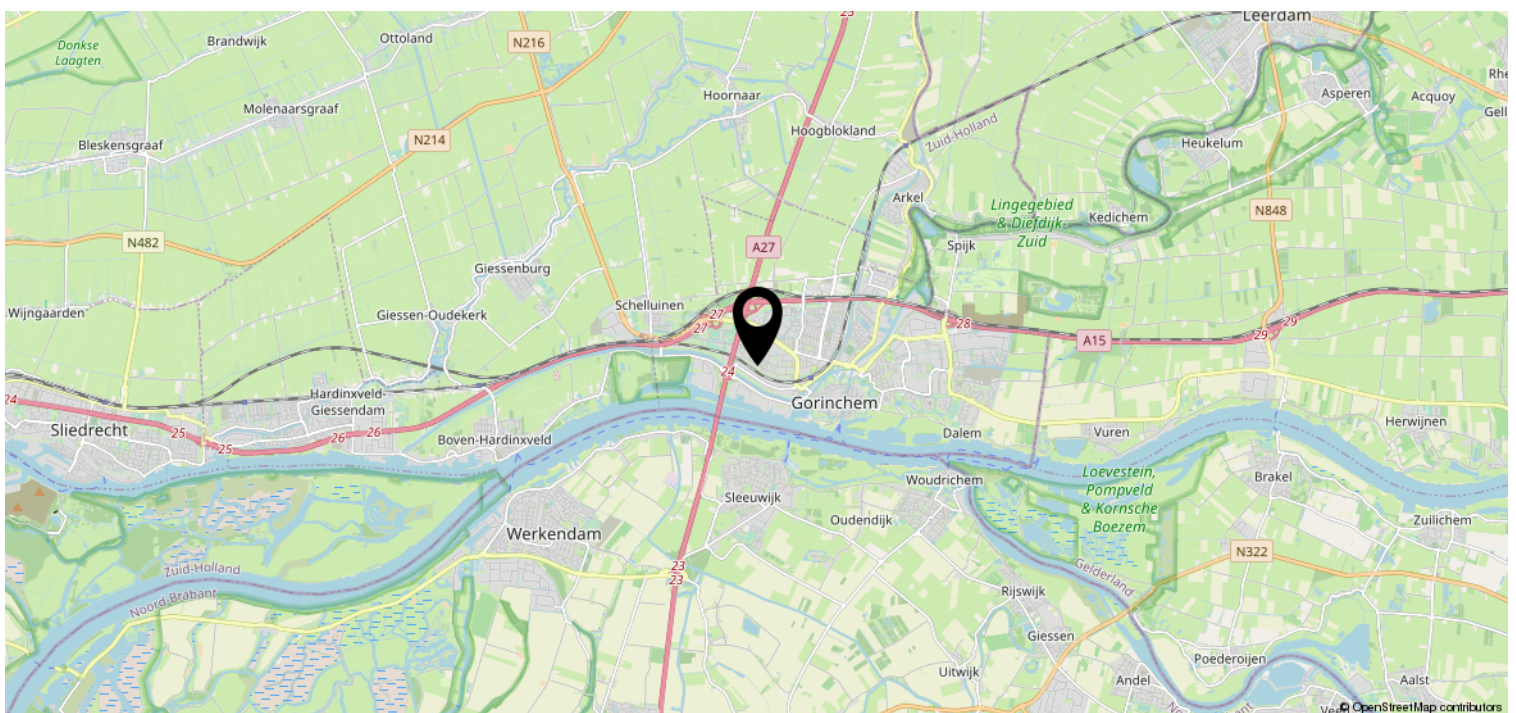 23
Leerdam
Donkse
Laagten
Brandwijk
Ottoland
N216
Rhe
Molenaarsgraaf
Hoornaar
Asperen
Acquoy
Gell
Hoogblokland
Zuid-Holland
N214
Bleskensgraaf
Heukelum
Arkel
Lingegebied
& Diefdijk-
Zuid
Kedichem
N848
N482
A27
Spijk
Giessenburg
Wijngaarden
Giessen-Oudekerk
Schelluinen
27
27
28
A15
29
29
24
24
Hardinxveld-
Giessendam
Gorinchem
Sliedrecht
25
25
26
26
Boven-Hardinxveld
Dalem
Vuren
Herwijnen
Sleeuwijk
Woudrichem
Loevestein,
Pompveld
& Kornsche
Boezem
Brakel
Oudendijk
Zuilichem
Werkendam
N322
23
23
Zuid-Holland
Noord-Brabant
Gelderland
Rijswijk
Giessen
Poederoijen
Uitwijk
Andel
Aalst
© OpenStreetMap contributors